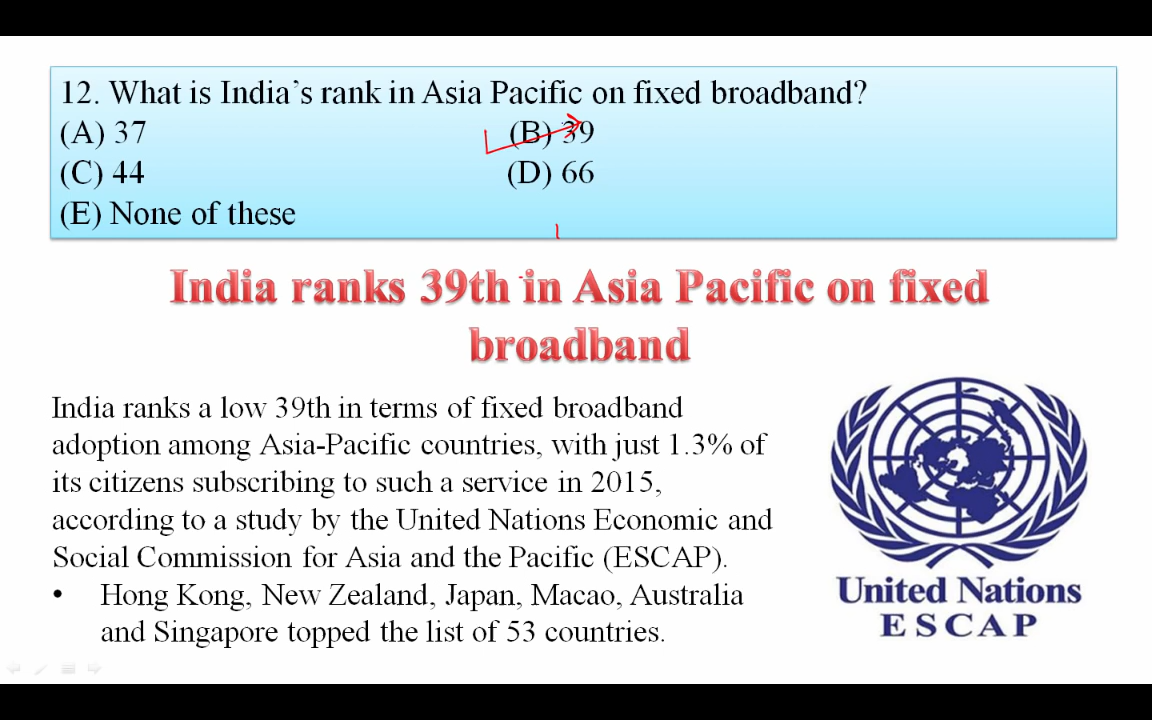 12. What is India’s rank in Asia Pacific on fixed broadband?
(A) 37 (B) 39
(C) 44 (D) 66
(E) None of these
India ranks 39th in Asia Pacific on fixed
broadband
India ranks a low 39th in terms of fixed broadband
adoption among Asia-Pacific countries, with just 1.3% of
its citizens subscribing to such a service in 2015,
according to a study by the United Nations Economic and
Social Commission for Asia and the Pacific (ESCAP).
• Hong Kong, New Zealand, Japan, Macao, Australia
and Singapore topped the list of 53 countries.
United Nations
ESCAP